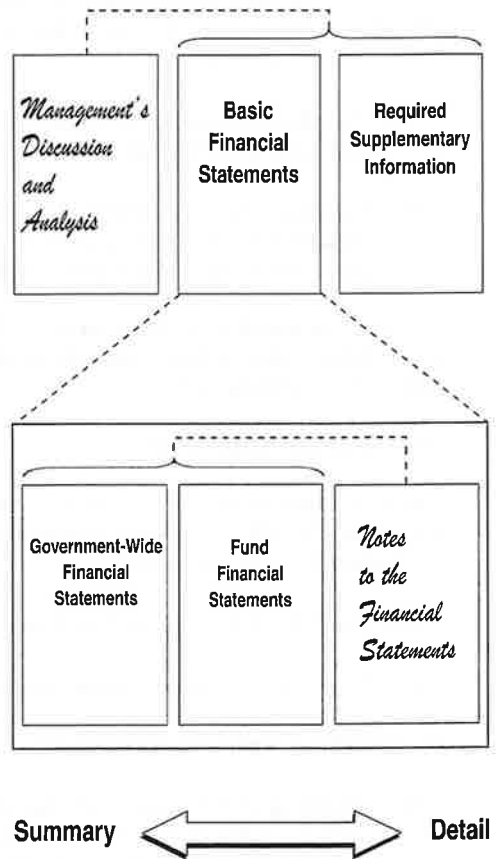 Management's
Discussion
and
Analysis
Basic
Financial
Statements
Required
Supplementary
Information
Government-Wide
Financial
Statements
Fund
Financial
Statements
Notes
to the
Financial
Statements
Summary
Detail